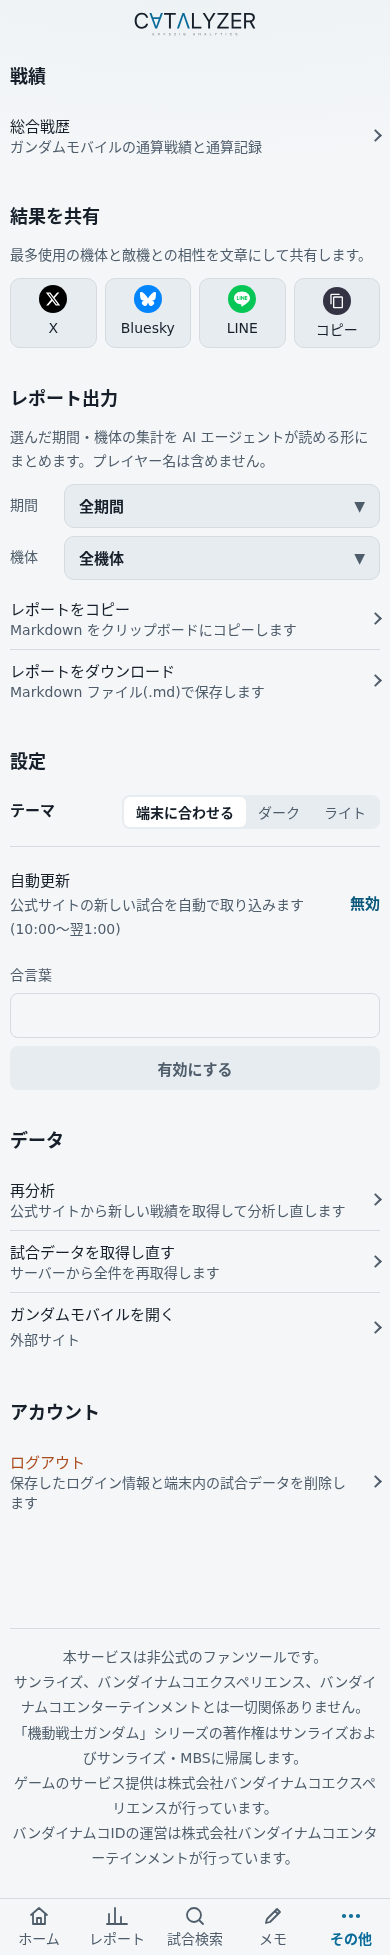 C∀TΛLYZER
戦績
総合戦歴
ガンダムモバイルの通算戦績と通算記録
結果を共有
最多使用の機体と敵機との相性を文章にして共有します。
X
Bluesky
LINE
コピー
レポート出力
選んだ期間・機体の集計を AI エージェントが読める形に
まとめます。プレイヤー名は含めません。
期間
全期間
▼
機体
全機体
▼
レポートをコピー
Markdown をクリップボードにコピーします
レポートをダウンロード
Markdown ファイル(.md)で保存します
設定
テーマ
端末に合わせる
ダーク
ライト
自動更新
公式サイトの新しい試合を自動で取り込みます
(10:00〜翌1:00)
無効
合言葉
有効にする
データ
再分析
公式サイトから新しい戦績を取得して分析し直します
試合データを取得し直す
サーバーから全件を再取得します
ガンダムモバイルを開く
外部サイト
アカウント
ログアウト
保存したログイン情報と端末内の試合データを削除し
ます
本サービスは非公式のファンツールです。
サンライズ、バンダイナムコエクスペリエンス、バンダイ
ナムコエンターテインメントとは一切関係ありません。
「機動戦士ガンダム」シリーズの著作権はサンライズおよ
びサンライズ・MBSに帰属します。
ゲームのサービス提供は株式会社バンダイナムコエクスペ
リエンスが行っています。
バンダイナムコIDの運営は株式会社バンダイナムコエンタ
ーテインメントが行っています。
ホーム
レポート
試合検索
メモ
その他